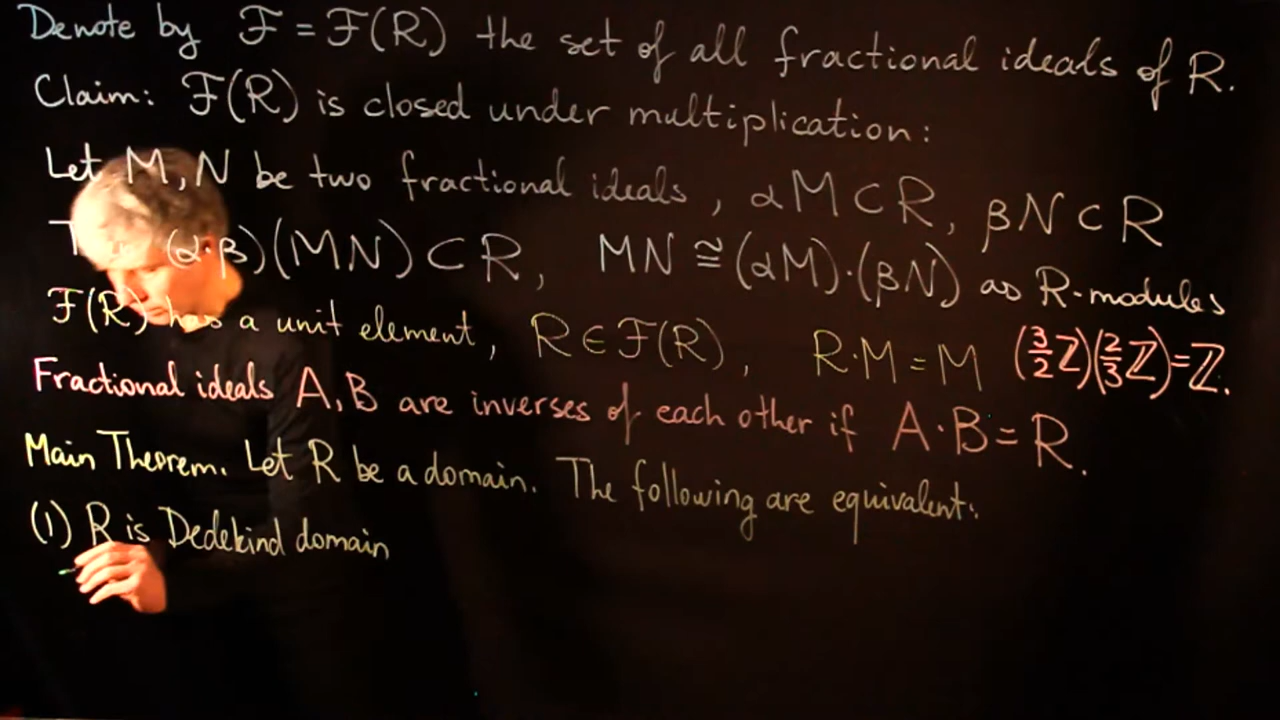 Denote by ℱ = ℱ(R) the set of all fractional ideals of R.
Claim: ℱ(R) is closed under multiplication:
Let M, N be two fractional ideals, αM ⊂ R, βN ⊂ R
(α·β)(MN) ⊂ R, MN ≅ (αM)·(βN) as R-modules
ℱ(R) has a unit element, R ∈ ℱ(R), R·M = M (3/2 ℤ)(2/3 ℤ) = ℤ.
Fractional ideals A, B are inverses of each other if A·B = R.
Main Theorem. Let R be a domain. The following are equivalent:
(1) R is Dedekind domain